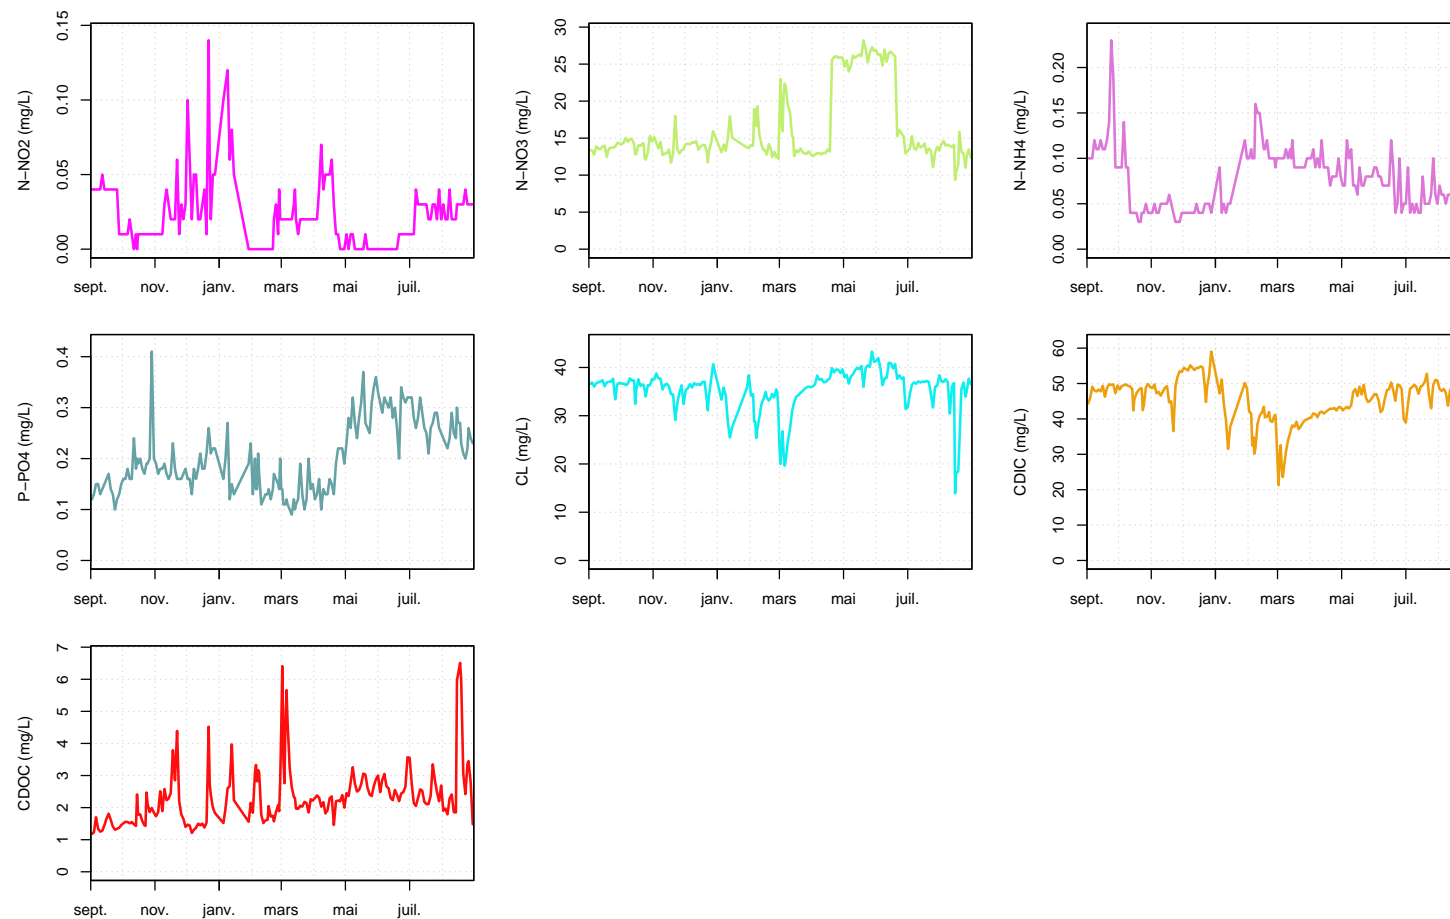 N−NO2 (mg/L)
0.00 0.05 0.10 0.15
sept. nov. janv. mars mai juil.
N−NO3 (mg/L)
0 5 10 15 20 25 30
sept. nov. janv. mars mai juil.
N−NH4 (mg/L)
0.00 0.05 0.10 0.15 0.20
sept. nov. janv. mars mai juil.
P−PO4 (mg/L)
0.0 0.1 0.2 0.3 0.4
sept. nov. janv. mars mai juil.
CL (mg/L)
0 10 20 30 40
sept. nov. janv. mars mai juil.
CDIC (mg/L)
0 10 20 30 40 50 60
sept. nov. janv. mars mai juil.
CDOC (mg/L)
0 1 2 3 4 5 6 7
sept. nov. janv. mars mai juil.